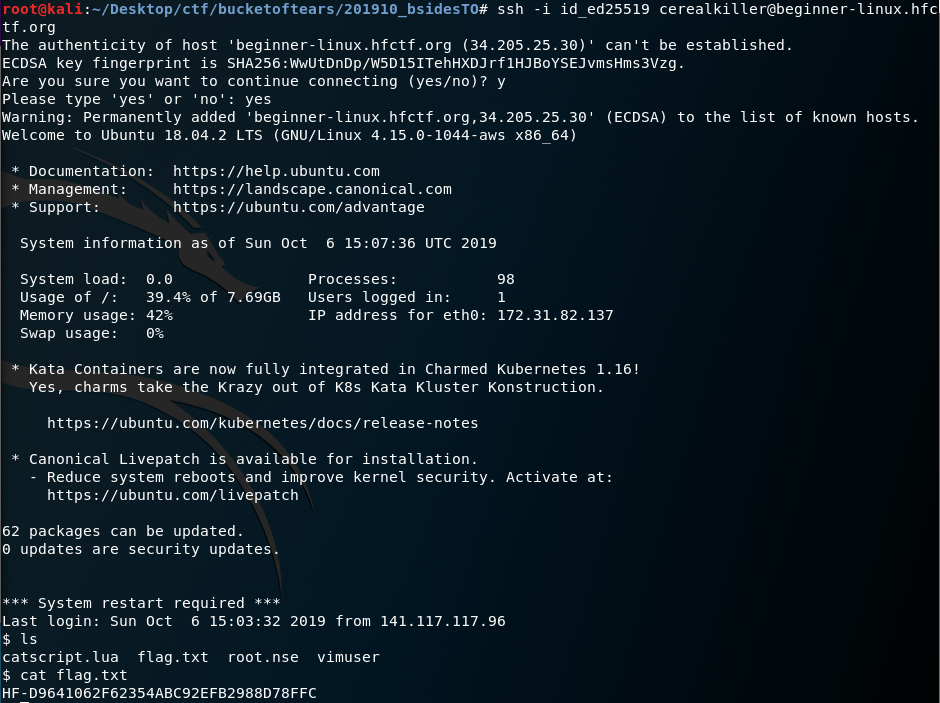 root@kali:~/Desktop/ctf/bucketoftears/201910_bsidesTO# ssh -i id_ed25519 cerealkiller@beginner-linux.hfc
tf.org
The authenticity of host 'beginner-linux.hfctf.org (34.205.25.30)' can't be established.
ECDSA key fingerprint is SHA256:WwUtDnDp/W5D15ITehHXDJrf1HJBoYSEJvmsHms3Vzg.
Are you sure you want to continue connecting (yes/no)? y
Please type 'yes' or 'no': yes
Warning: Permanently added 'beginner-linux.hfctf.org,34.205.25.30' (ECDSA) to the list of known hosts.
Welcome to Ubuntu 18.04.2 LTS (GNU/Linux 4.15.0-1044-aws x86_64)

 * Documentation:  https://help.ubuntu.com
 * Management:     https://landscape.canonical.com
 * Support:        https://ubuntu.com/advantage

  System information as of Sun Oct  6 15:07:36 UTC 2019

  System load:  0.0               Processes:           98
  Usage of /:   39.4% of 7.69GB   Users logged in:     1
  Memory usage: 42%               IP address for eth0: 172.31.82.137
  Swap usage:   0%

 * Kata Containers are now fully integrated in Charmed Kubernetes 1.16!
   Yes, charms take the Krazy out of K8s Kata Kluster Konstruction.

     https://ubuntu.com/kubernetes/docs/release-notes

 * Canonical Livepatch is available for installation.
   - Reduce system reboots and improve kernel security. Activate at:
     https://ubuntu.com/livepatch

62 packages can be updated.
0 updates are security updates.

*** System restart required ***
Last login: Sun Oct  6 15:03:32 2019 from 141.117.117.96
$ ls
catscript.lua  flag.txt  root.nse  vimuser
$ cat flag.txt
HF-D9641062F62354ABC92EFB2988D78FFC